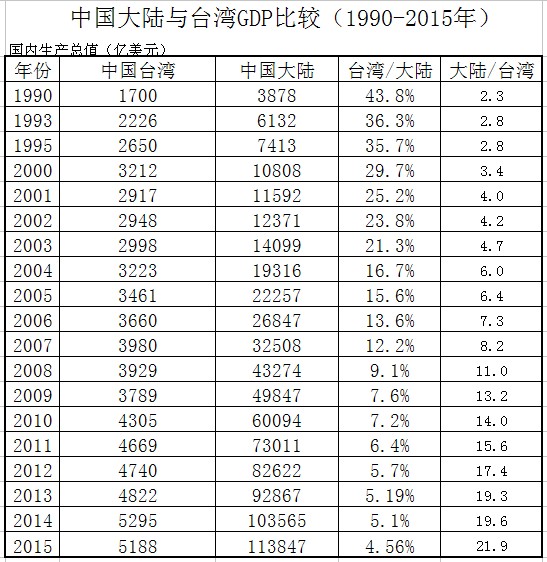 中国大陆与台湾GDP比较（1990-2015年）
国内生产总值（亿美元）
年份 中国台湾 中国大陆 台湾/大陆 大陆/台湾
1990 1700 3878 43.8% 2.3
1993 2226 6132 36.3% 2.8
1995 2650 7413 35.7% 2.8
2000 3212 10808 29.7% 3.4
2001 2917 11592 25.2% 4.0
2002 2948 12371 23.8% 4.2
2003 2998 14099 21.3% 4.7
2004 3223 19316 16.7% 6.0
2005 3461 22257 15.6% 6.4
2006 3660 26847 13.6% 7.3
2007 3980 32508 12.2% 8.2
2008 3929 43274 9.1% 11.0
2009 3789 49847 7.6% 13.2
2010 4305 60094 7.2% 14.0
2011 4669 73011 6.4% 15.6
2012 4740 82622 5.7% 17.4
2013 4822 92867 5.19% 19.3
2014 5295 103565 5.1% 19.6
2015 5188 113847 4.56% 21.9